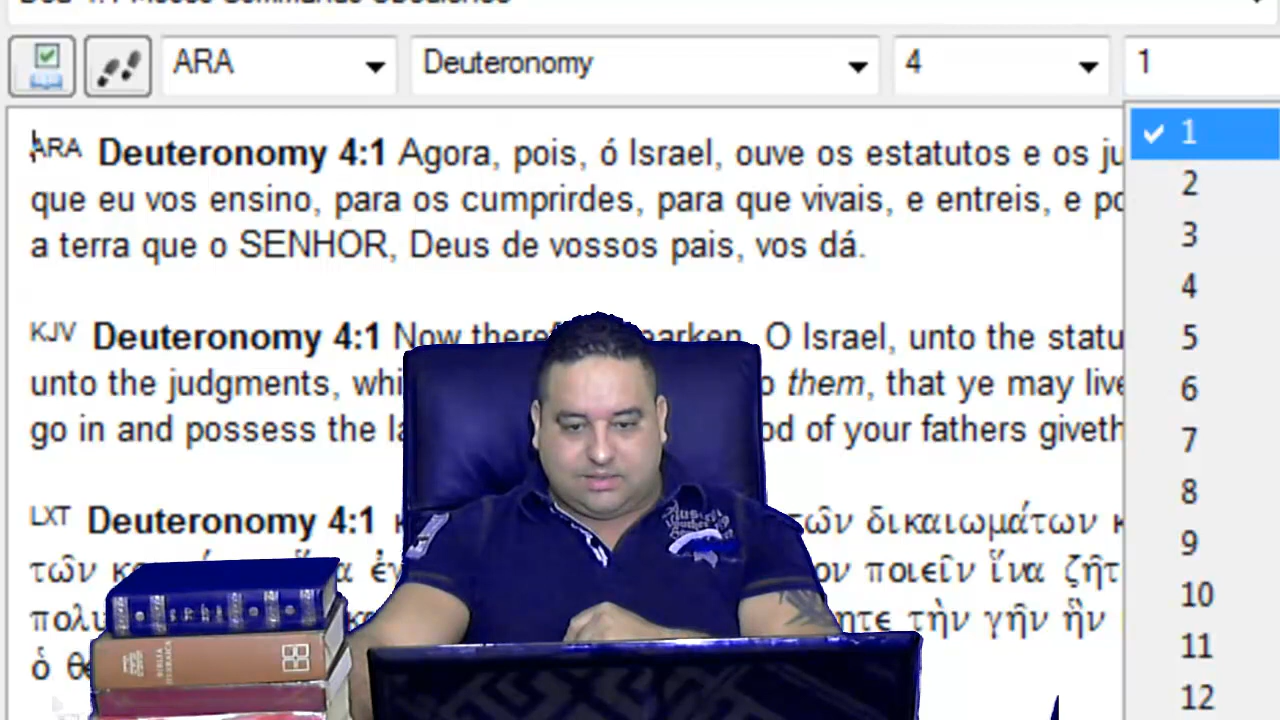 ARA Deuteronomy 4 1
ARA Deuteronomy 4:1 Agora, pois, ó Israel, ouve os estatutos e os ju
que eu vos ensino, para os cumprirdes, para que vivais, e entreis, e po
a terra que o SENHOR, Deus de vossos pais, vos dá.
KJV Deuteronomy 4:1 Now hearken, O Israel, unto the statu
unto the judgments, whi them, that ye may live
go in and possess the la of your fathers giveth
LXT Deuteronomy 4:1 τῶν δικαιωμάτων κ
τῶν ποιεῖν ἵνα ζῆτ
πολυ τὴν γῆν ἣν
ὁ
1
2
3
4
5
6
7
8
9
10
11
12
BIBLIA HEBRAICA